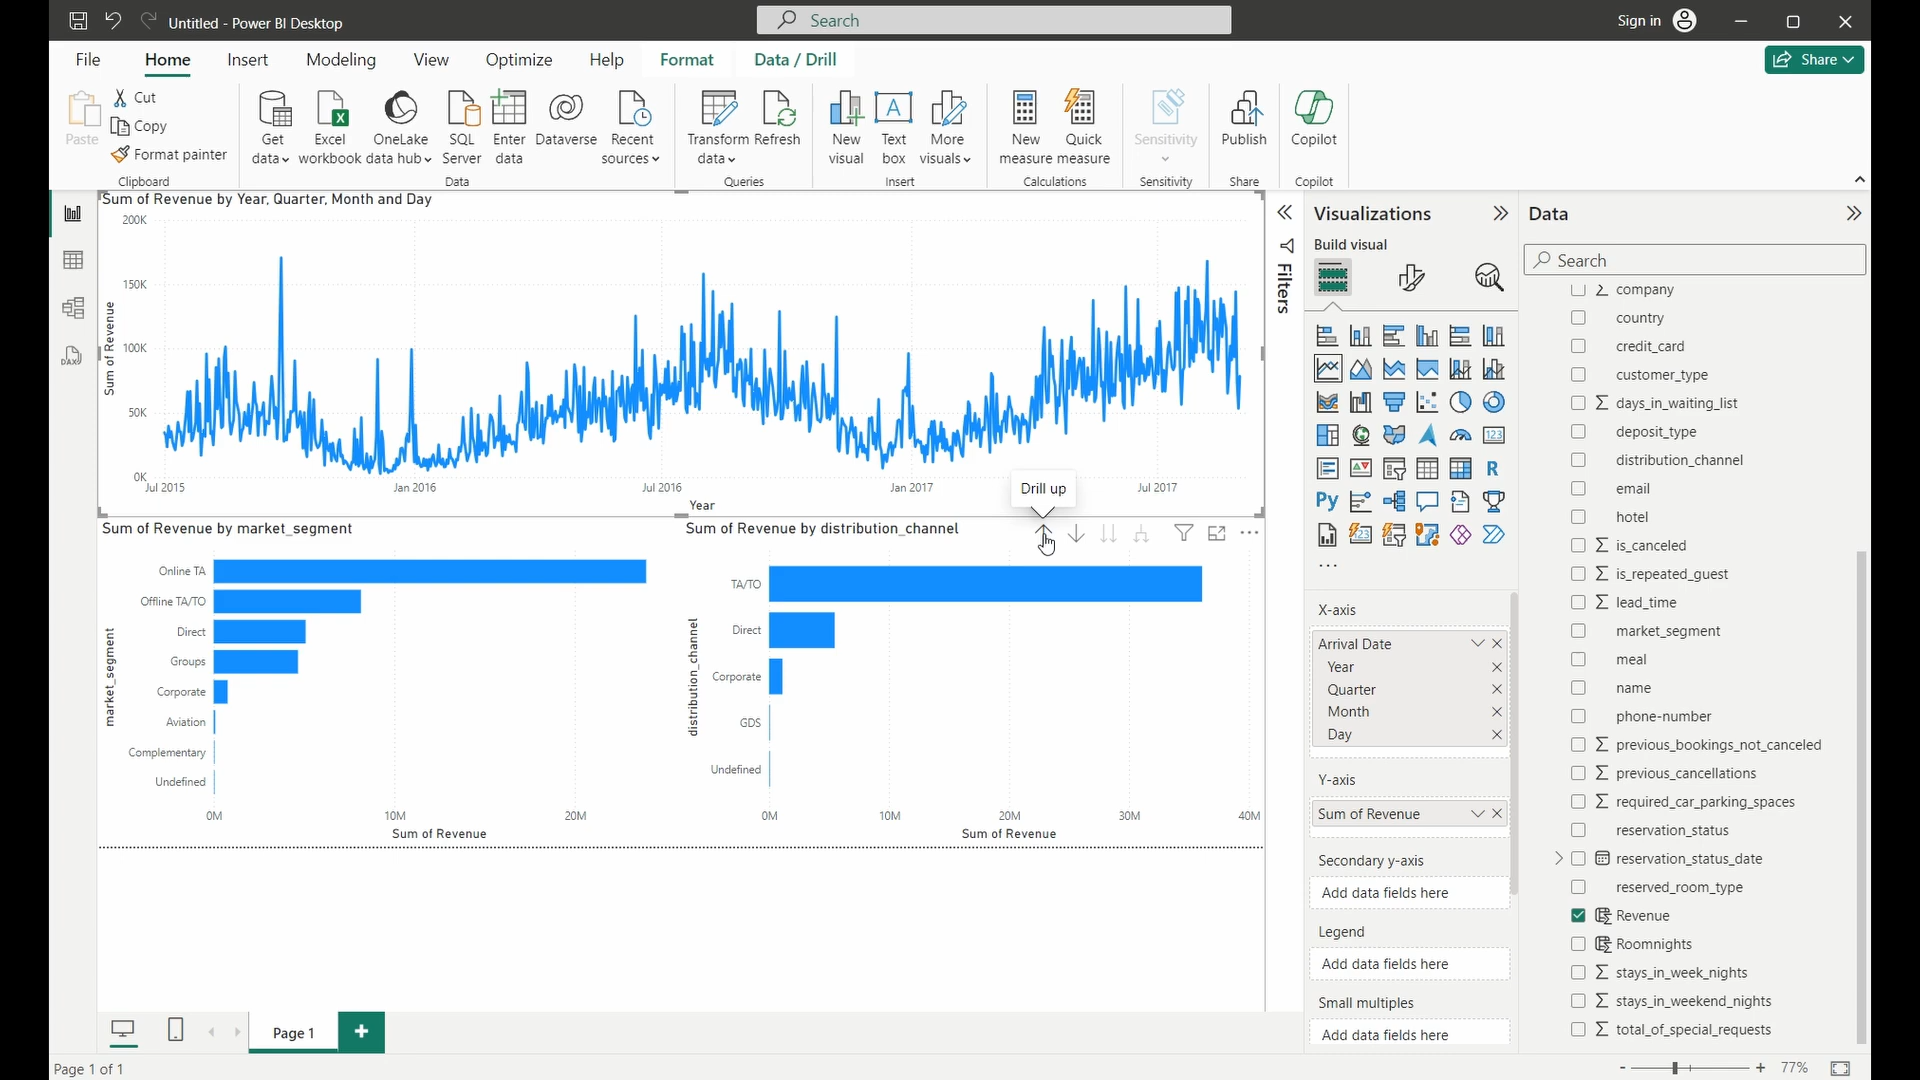 Untitled - Power BI Desktop
Search
Sign in
File
Home
Insert
Modeling
View
Optimize
Help
Format
Data / Drill
Share
Paste
Cut
Copy
Format painter
Clipboard
Get data
Excel workbook
OneLake data hub
SQL Server
Enter data
Dataverse
Recent sources
Data
Transform data
Refresh
Queries
New visual
Text box
More visuals
Insert
New measure
Quick measure
Calculations
Sensitivity
Sensitivity
Publish
Share
Copilot
Copilot
Sum of Revenue by Year, Quarter, Month and Day
200K
150K
100K
50K
0K
Sum of Revenue
Jul 2015
Jan 2016
Jul 2016
Jan 2017
Jul 2017
Year
Drill up
Sum of Revenue by market_segment
market_segment
Online TA
Offline TA/TO
Direct
Groups
Corporate
Aviation
Complementary
Undefined
0M
10M
20M
Sum of Revenue
Sum of Revenue by distribution_channel
distribution_channel
TA/TO
Direct
Corporate
GDS
Undefined
0M
10M
20M
30M
40M
Sum of Revenue
Filters
Visualizations
Build visual
123
R
Py
X-axis
Arrival Date
Year
Quarter
Month
Day
Y-axis
Sum of Revenue
Secondary y-axis
Add data fields here
Legend
Add data fields here
Small multiples
Add data fields here
Data
Search
company
country
credit_card
customer_type
days_in_waiting_list
deposit_type
distribution_channel
email
hotel
is_canceled
is_repeated_guest
lead_time
market_segment
meal
name
phone-number
previous_bookings_not_canceled
previous_cancellations
required_car_parking_spaces
reservation_status
reservation_status_date
reserved_room_type
Revenue
Roomnights
stays_in_week_nights
stays_in_weekend_nights
total_of_special_requests
DAX
Page 1
Page 1 of 1
77%